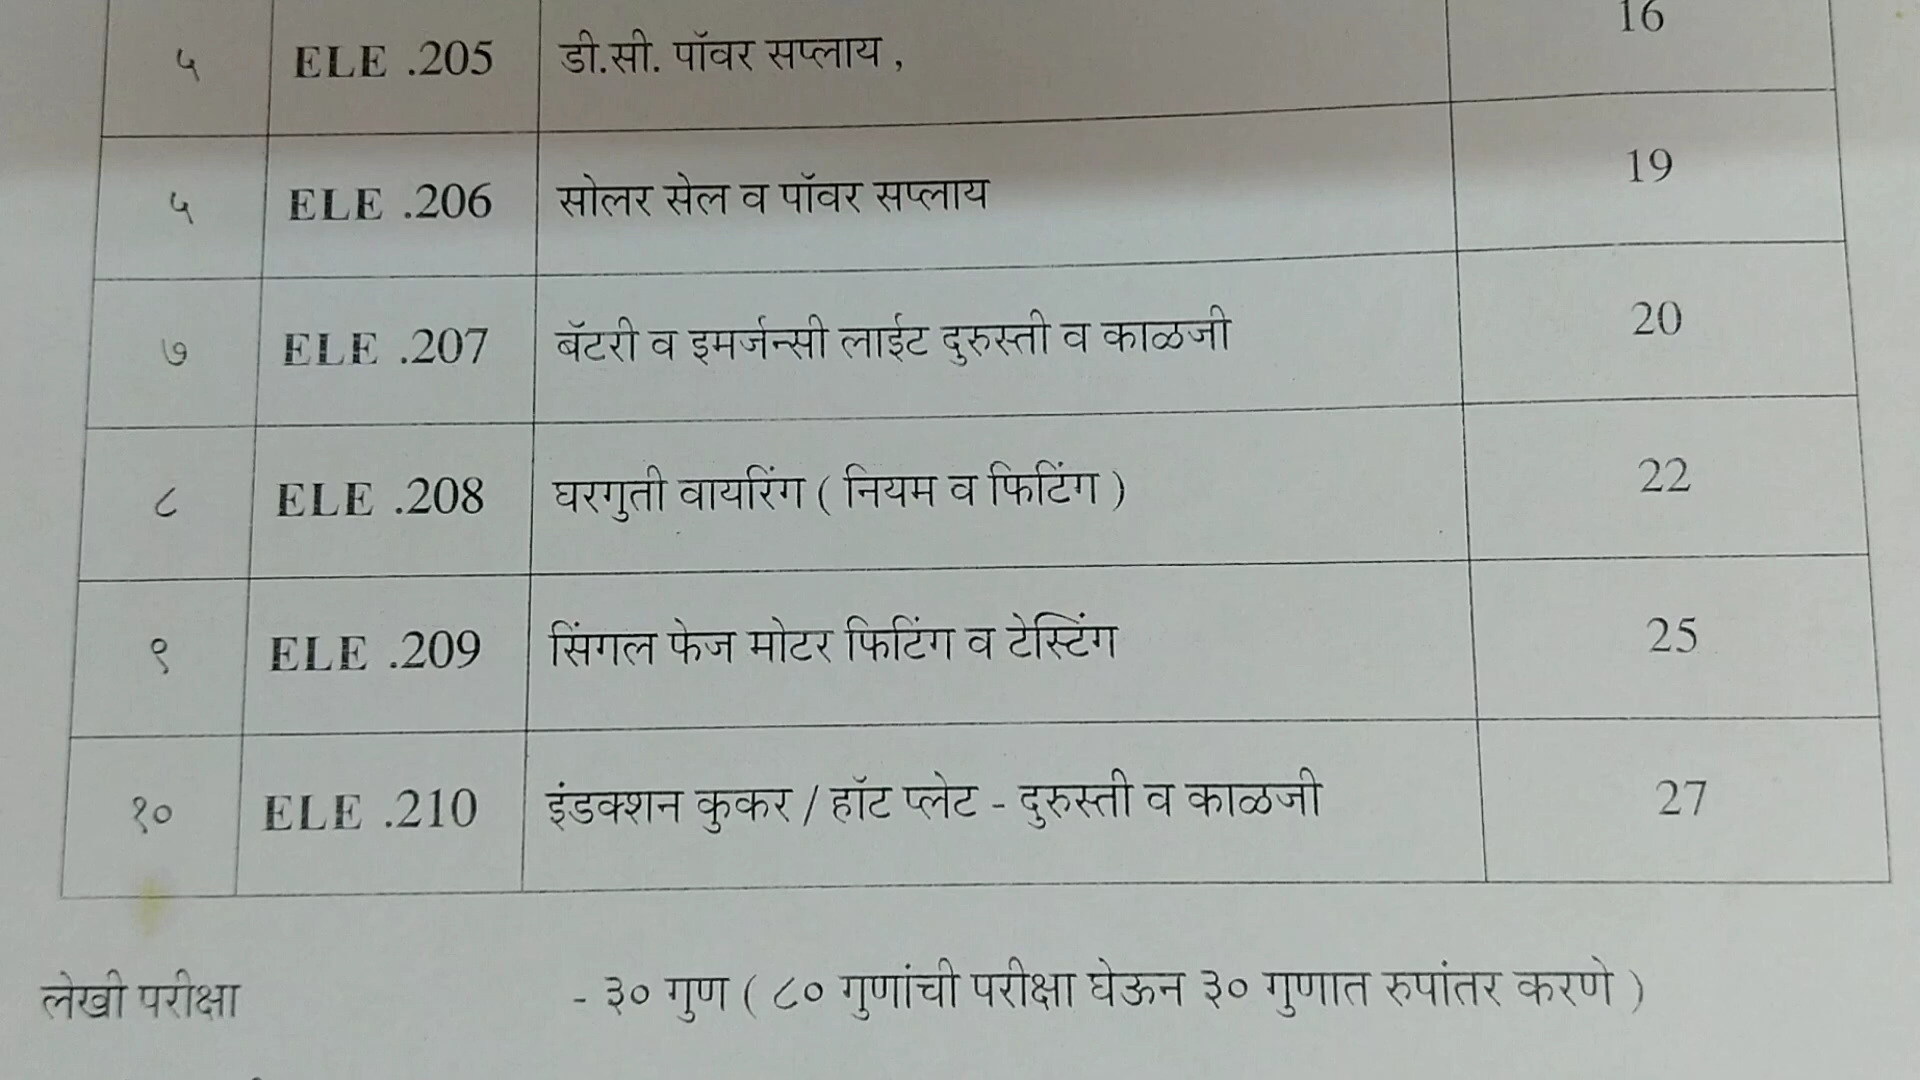 ५ ELE .205 डी.सी. पॉवर सप्लाय , 16
५ ELE .206 सोलर सेल व पॉवर सप्लाय 19
७ ELE .207 बॅटरी व इमर्जन्सी लाईट दुरुस्ती व काळजी 20
८ ELE .208 घरगुती वायरिंग ( नियम व फिटिंग ) 22
९ ELE .209 सिंगल फेज मोटर फिटिंग व टेस्टिंग 25
१० ELE .210 इंडक्शन कुकर / हॉट प्लेट - दुरुस्ती व काळजी 27
लेखी परीक्षा - ३० गुण ( ८० गुणांची परीक्षा घेऊन ३० गुणात रुपांतर करणे )